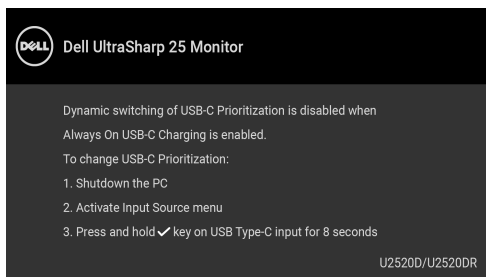 DELL Dell UltraSharp 25 Monitor
Dynamic switching of USB-C Prioritization is disabled when
Always On USB-C Charging is enabled.
To change USB-C Prioritization:
1. Shutdown the PC
2. Activate Input Source menu
3. Press and hold ✓ key on USB Type-C input for 8 seconds
U2520D/U2520DR